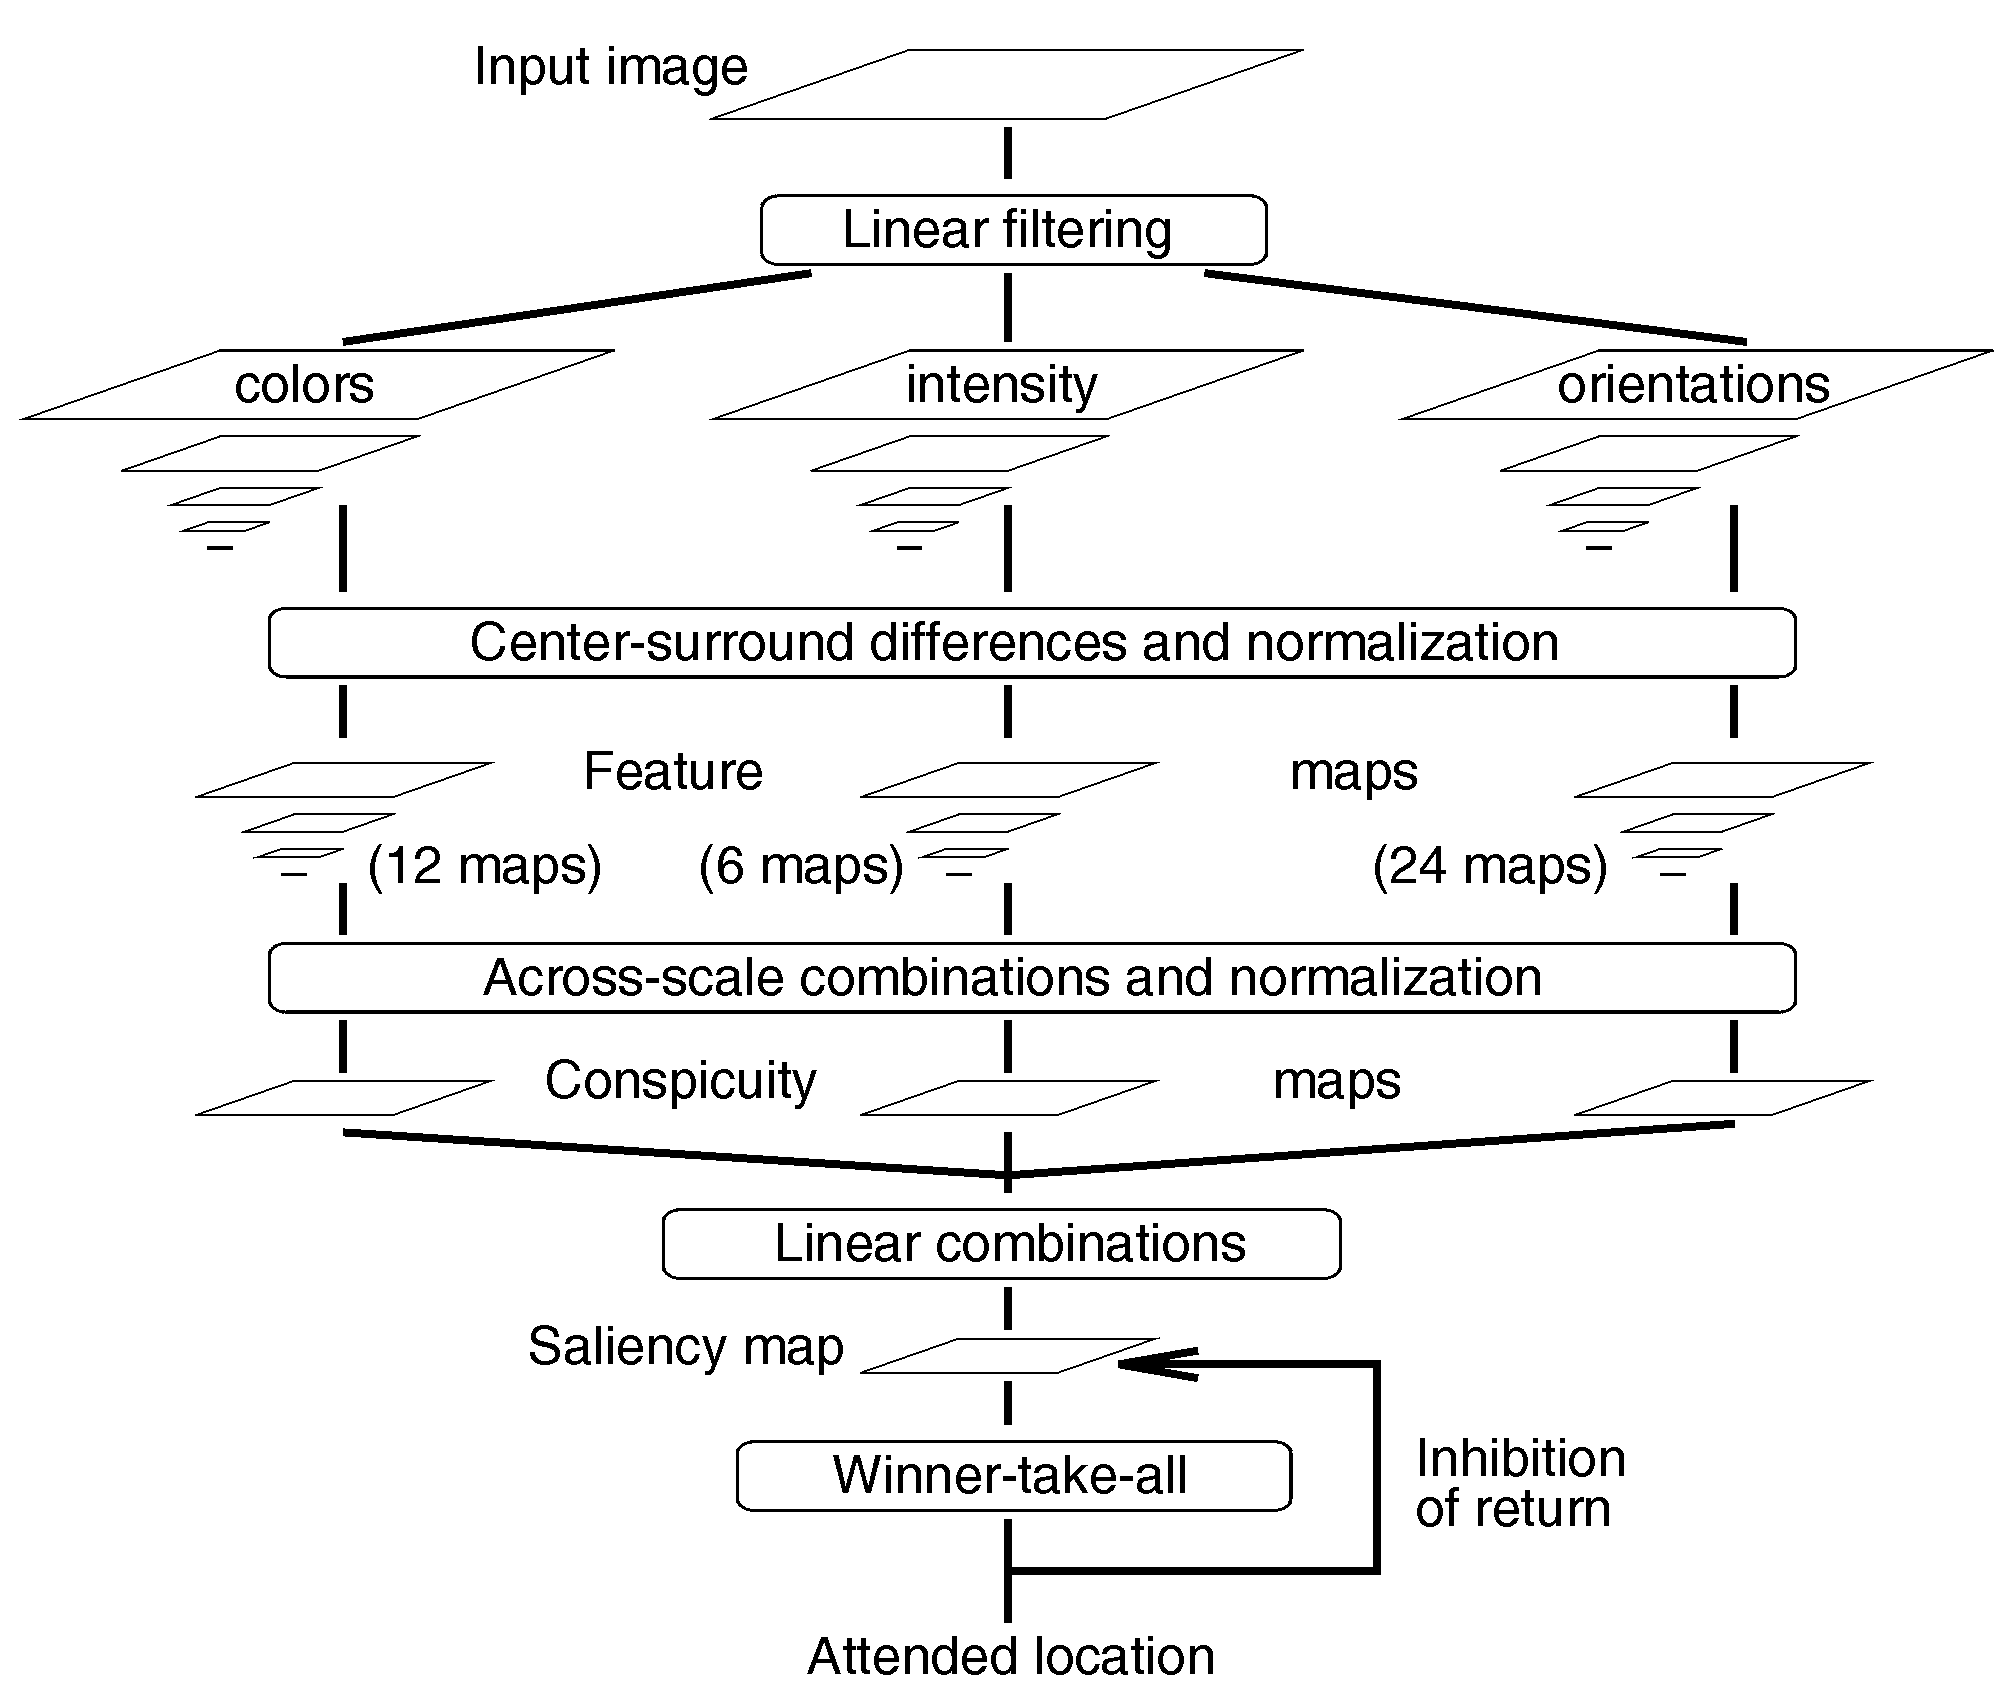 Input image
Linear filtering
colors
intensity
orientations
Center-surround differences and normalization
Feature maps
(12 maps)
(6 maps)
(24 maps)
Across-scale combinations and normalization
Conspicuity maps
Linear combinations
Saliency map
Winner-take-all
Inhibition
of return
Attended location